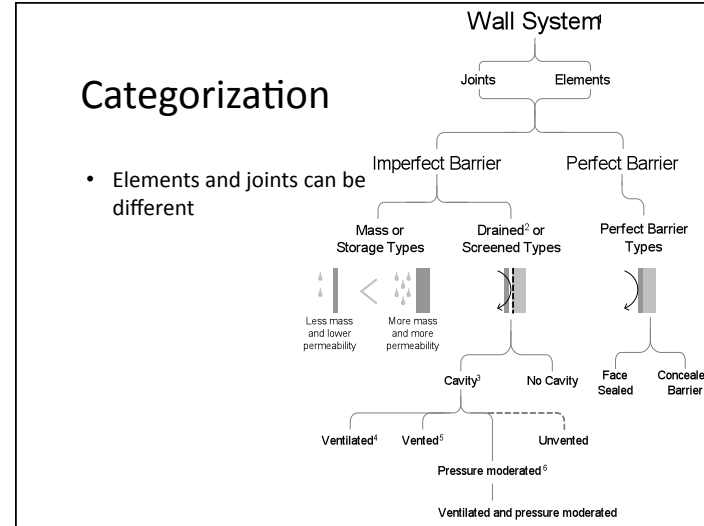 Wall System¹
Joints
Elements
Categorization
Imperfect Barrier
Perfect Barrier
• Elements and joints can be
different
Mass or
Storage Types
Drained² or
Screened Types
Perfect Barrier
Types
<
Less mass
and lower
permeability
More mass
and more
permeability
Cavity³
No Cavity
Face
Sealed
Conceale
Barrier
Ventilated⁴
Vented⁵
Unvented
Pressure moderated⁶
Ventilated and pressure moderated